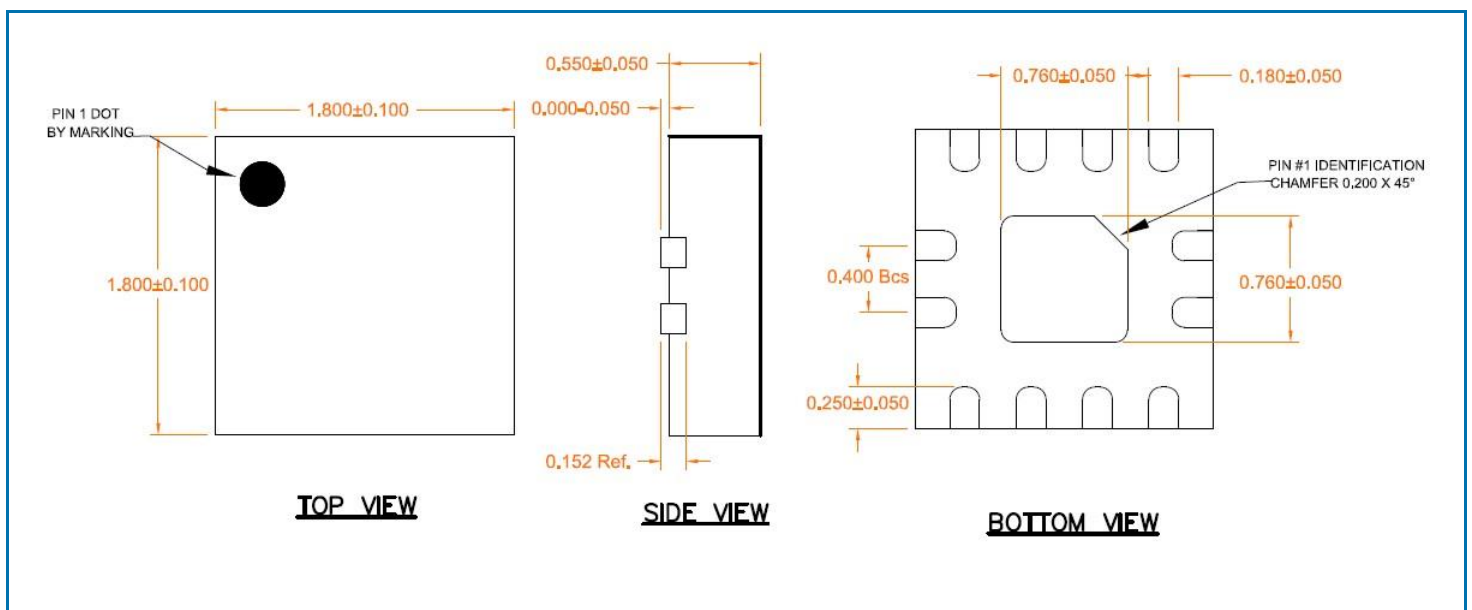 PIN 1 DOT
BY MARKING
1.800±0.100
1.800±0.100
TOP VIEW
0.550±0.050
0.000-0.050
0.152 Ref.
SIDE VIEW
0.760±0.050
0.180±0.050
PIN #1 IDENTIFICATION
CHAMFER 0.200 X 45°
0.400 Bcs
0.760±0.050
0.250±0.050
BOTTOM VIEW